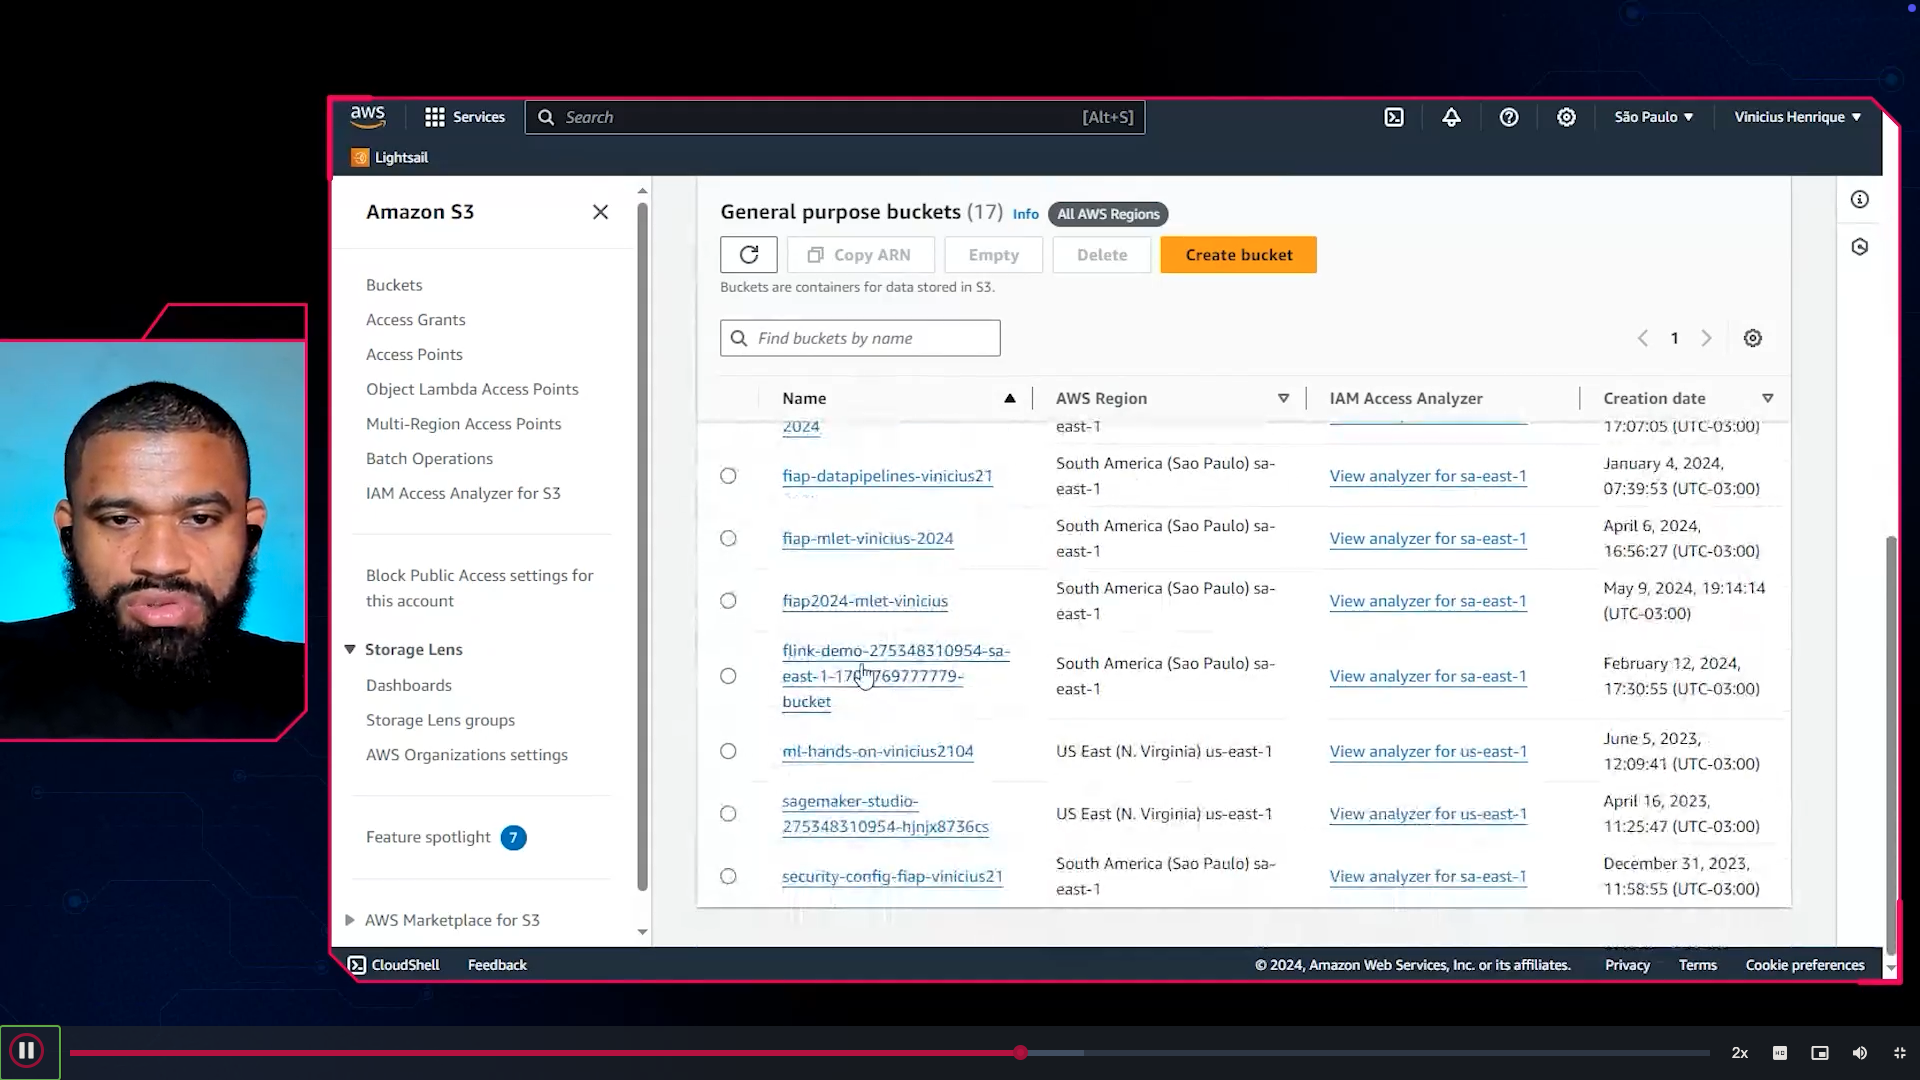 aws
Services
Search
[Alt+S]
São Paulo
Vinicius Henrique
Lightsail
Amazon S3
Buckets
Access Grants
Access Points
Object Lambda Access Points
Multi-Region Access Points
Batch Operations
IAM Access Analyzer for S3
Block Public Access settings for
this account
Storage Lens
Dashboards
Storage Lens groups
AWS Organizations settings
Feature spotlight 7
AWS Marketplace for S3
General purpose buckets (17) Info All AWS Regions
Copy ARN
Empty
Delete
Create bucket
Buckets are containers for data stored in S3.
Find buckets by name
1
Name
AWS Region
IAM Access Analyzer
Creation date
2024
east-1
17:07:05 (UTC-03:00)
fiap-datapipelines-vinicius21
South America (Sao Paulo) sa-
east-1
View analyzer for sa-east-1
January 4, 2024,
07:39:53 (UTC-03:00)
fiap-mlet-vinicius-2024
South America (Sao Paulo) sa-
east-1
View analyzer for sa-east-1
April 6, 2024,
16:56:27 (UTC-03:00)
fiap2024-mlet-vinicius
South America (Sao Paulo) sa-
east-1
View analyzer for sa-east-1
May 9, 2024, 19:14:14
(UTC-03:00)
flink-demo-275348310954-sa-
bucket
South America (Sao Paulo) sa-
east-1
View analyzer for sa-east-1
February 12, 2024,
17:30:55 (UTC-03:00)
ml-hands-on-vinicius2104
US East (N. Virginia) us-east-1
View analyzer for us-east-1
June 5, 2023,
12:09:41 (UTC-03:00)
sagemaker-studio-
275348310954-hjnjx8736cs
US East (N. Virginia) us-east-1
View analyzer for us-east-1
April 16, 2023,
11:25:47 (UTC-03:00)
security-config-fiap-vinicius21
South America (Sao Paulo) sa-
east-1
View analyzer for sa-east-1
December 31, 2023,
11:58:55 (UTC-03:00)
CloudShell
Feedback
© 2024, Amazon Web Services, Inc. or its affiliates.
Privacy
Terms
Cookie preferences
2x
HD